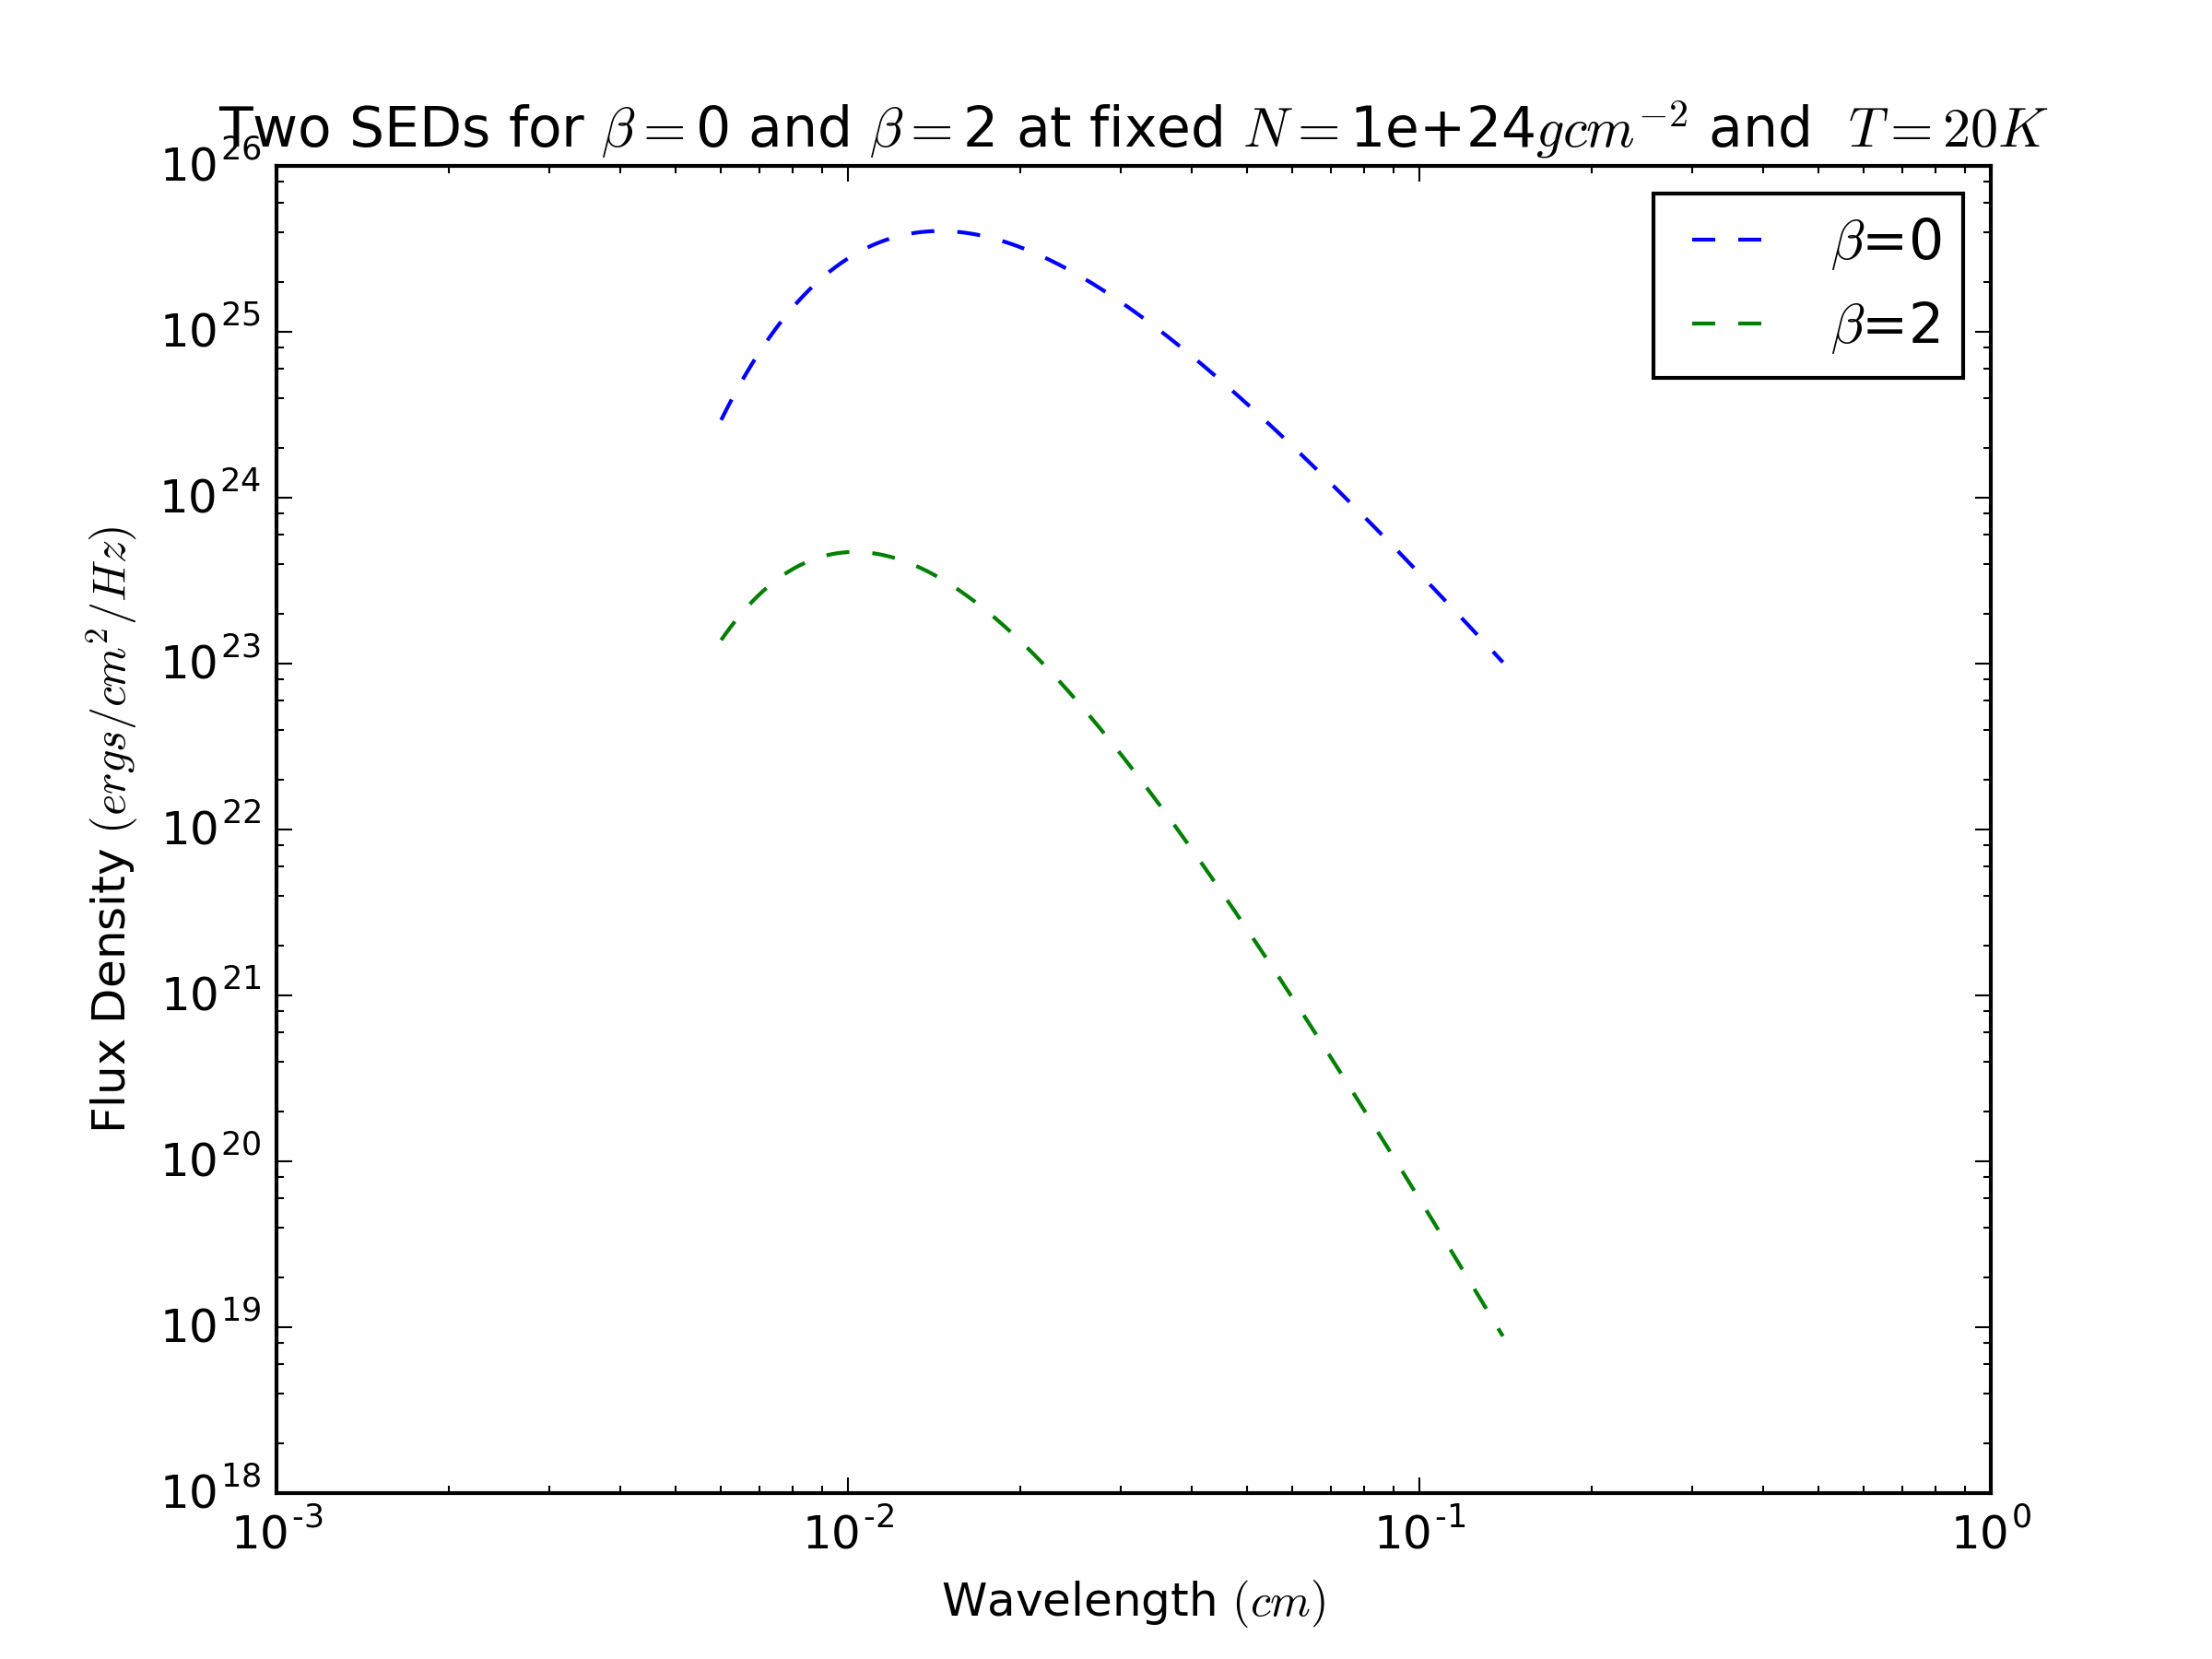 Two SEDs for β=0 and β=2 at fixed N=1e+24gcm⁻² and T=20K
β=0
β=2
10²⁶
10²⁵
10²⁴
10²³
10²²
10²¹
10²⁰
10¹⁹
10¹⁸
Flux Density (ergs/cm²/Hz)
10⁻³ 10⁻² 10⁻¹ 10⁰
Wavelength (cm)